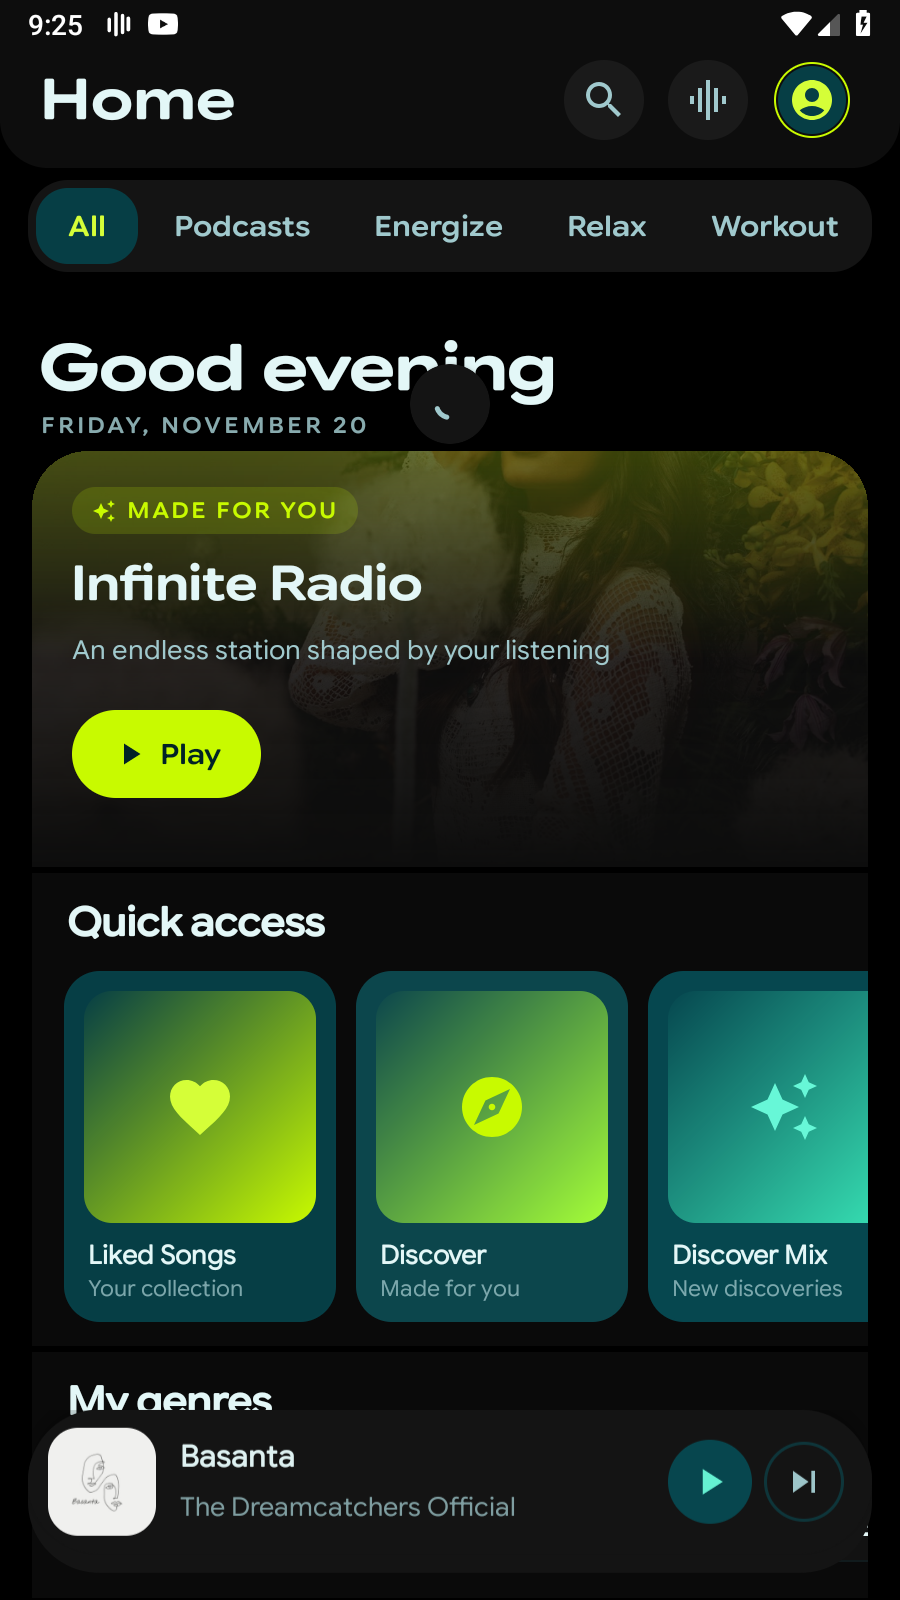 9:25
Home
All Podcasts Energize Relax Workout
Good evening
FRIDAY, NOVEMBER 20
MADE FOR YOU
Infinite Radio
An endless station shaped by your listening
Play
Quick access
Liked Songs Discover Discover Mix
Your collection Made for you New discoveries
My genres
Basanta
Basanta
The Dreamcatchers Official